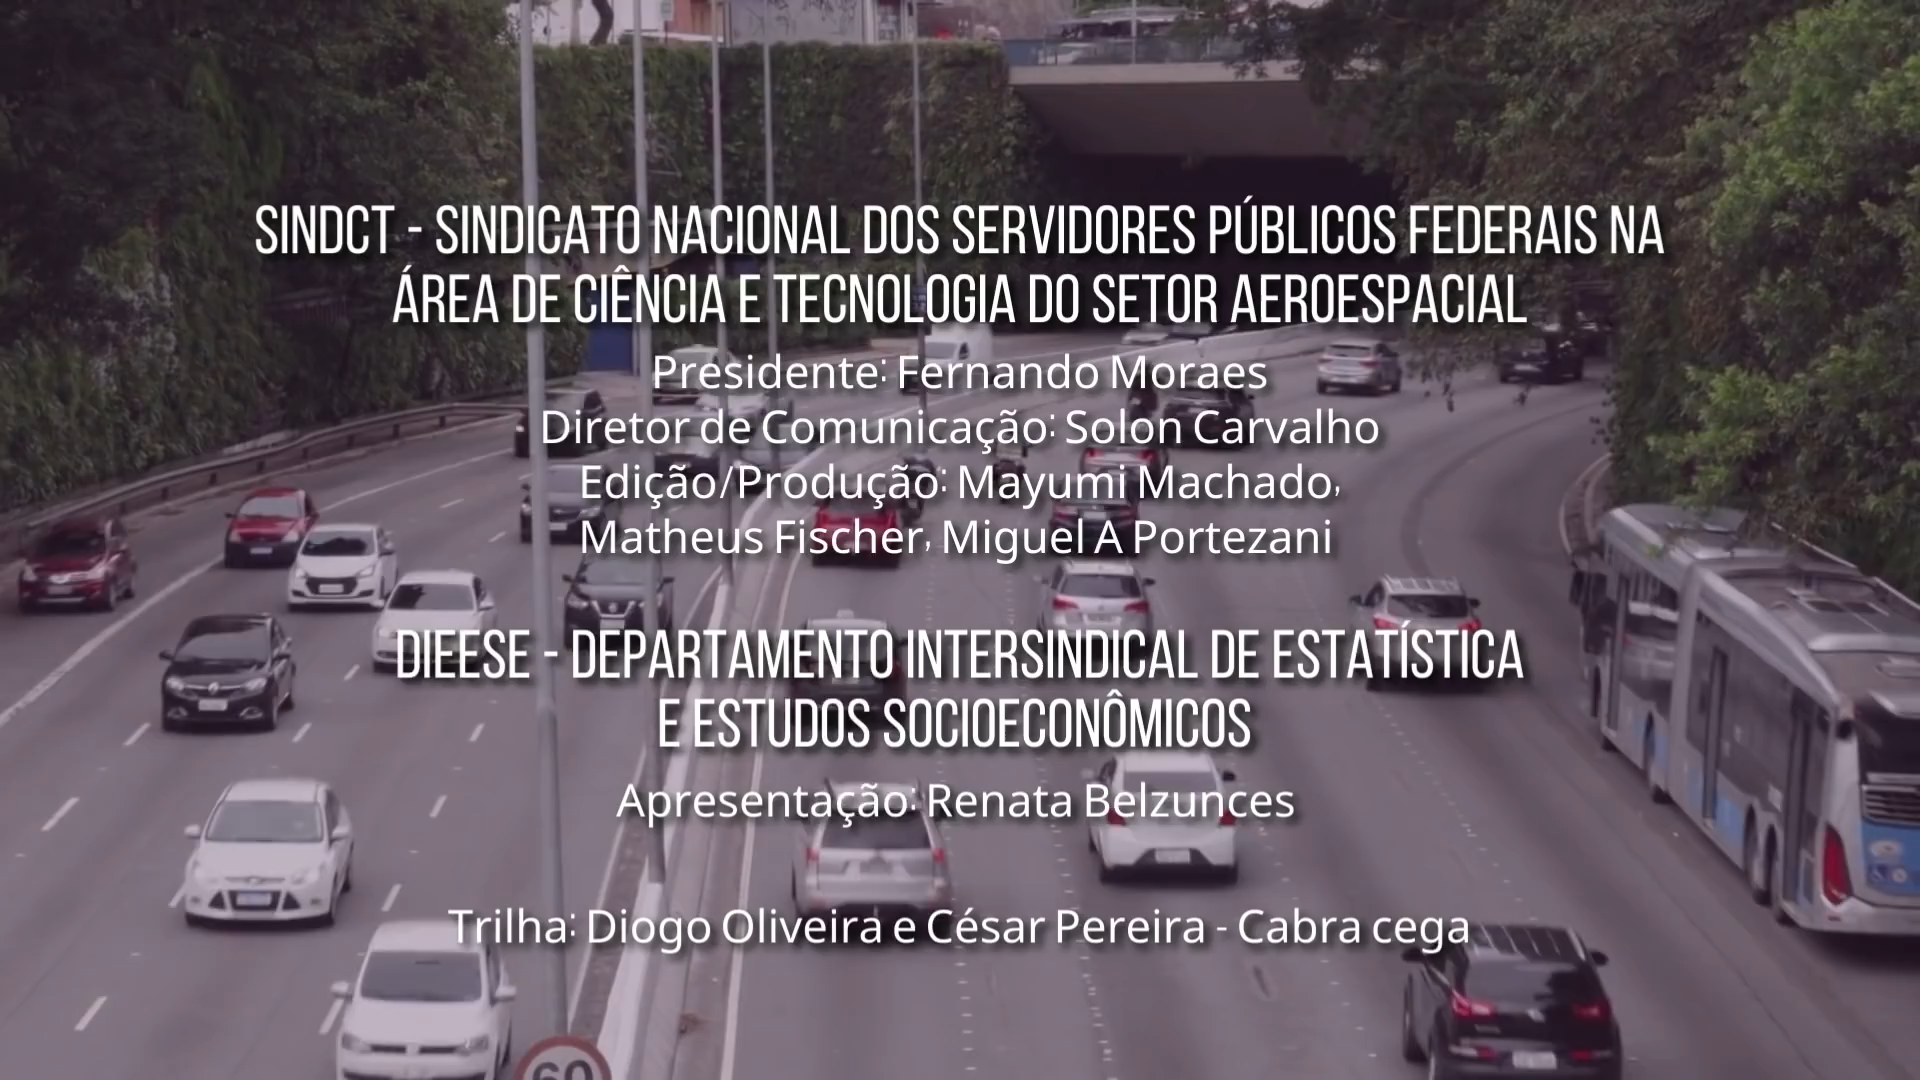 SINDCT - SINDICATO NACIONAL DOS SERVIDORES PÚBLICOS FEDERAIS NA
ÁREA DE CIÊNCIA E TECNOLOGIA DO SETOR AEROESPACIAL
Presidente: Fernando Moraes
Diretor de Comunicação: Solon Carvalho
Edição/Produção: Mayumi Machado,
Matheus Fischer, Miguel A Portezani
DIEESE - DEPARTAMENTO INTERSINDICAL DE ESTATÍSTICA
E ESTUDOS SOCIOECONÔMICOS
Apresentação: Renata Belzunces
Trilha: Diogo Oliveira e César Pereira - Cabra cega
60